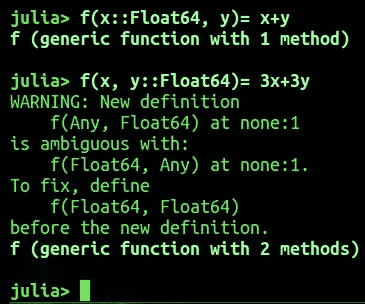 julia> f(x::Float64, y)= x+y
f (generic function with 1 method)
julia> f(x, y::Float64)= 3x+3y
WARNING: New definition
    f(Any, Float64) at none:1
is ambiguous with:
    f(Float64, Any) at none:1.
To fix, define
    f(Float64, Float64)
before the new definition.
f (generic function with 2 methods)
julia>